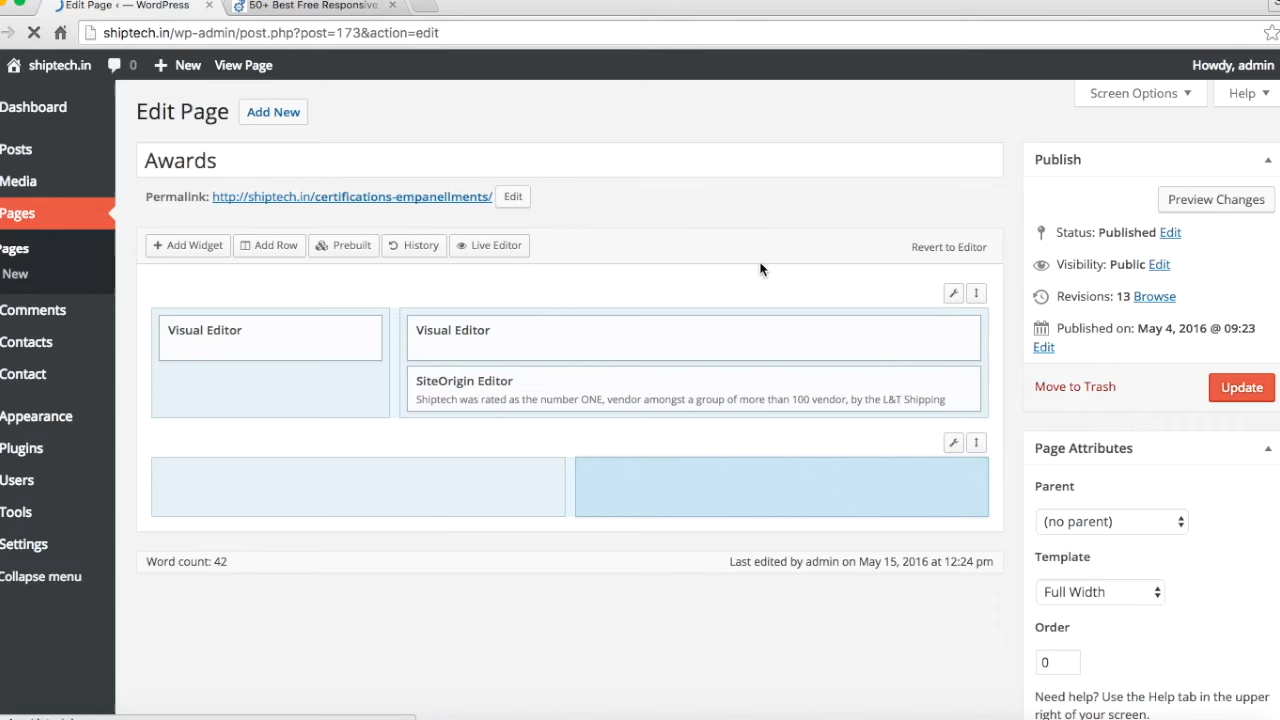 Edit Page ‹ — WordPress
50+ Best Free Responsive
shiptech.in/wp-admin/post.php?post=173&action=edit
shiptech.in 0 New View Page Howdy, admin
Dashboard
Posts
Media
Pages
Pages
New
Comments
Contacts
Contact
Appearance
Plugins
Users
Tools
Settings
Collapse menu
Screen Options Help
Edit Page Add New
Awards
Permalink: http://shiptech.in/certifications-empanellments/ Edit
Add Widget Add Row Prebuilt History Live Editor Revert to Editor
Visual Editor
Visual Editor
SiteOrigin Editor
Shiptech was rated as the number ONE, vendor amongst a group of more than 100 vendor, by the L&T Shipping
Word count: 42 Last edited by admin on May 15, 2016 at 12:24 pm
Publish
Preview Changes
Status: Published Edit
Visibility: Public Edit
Revisions: 13 Browse
Published on: May 4, 2016 @ 09:23
Edit
Move to Trash Update
Page Attributes
Parent
(no parent)
Template
Full Width
Order
0
Need help? Use the Help tab in the upper
right of your screen.